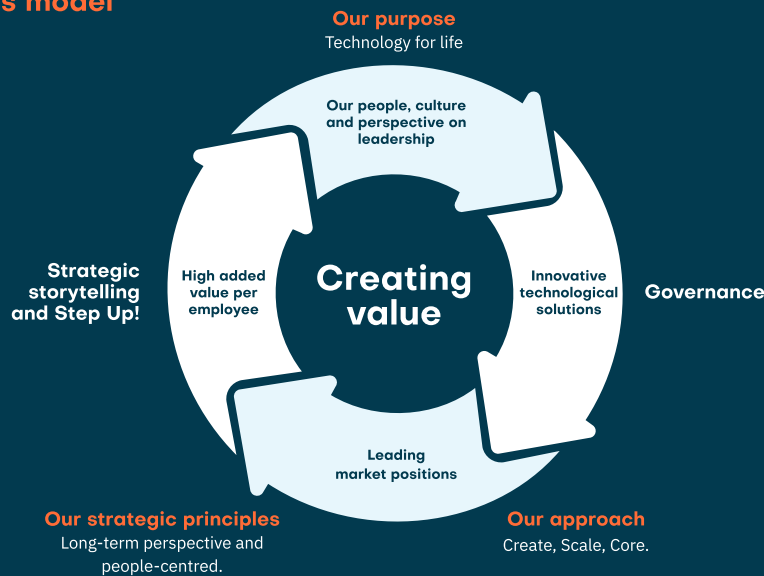 s model
Our purpose
Technology for life
Our people, culture
and perspective on
leadership
Strategic
storytelling
and Step Up!
High added
value per
employee
Creating
value
Innovative
technological
solutions
Governance
Leading
market positions
Our strategic principles
Long-term perspective and
people-centred.
Our approach
Create, Scale, Core.